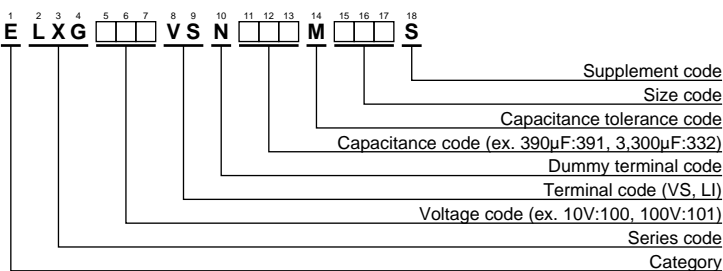 1 2 3 4 5 6 7 8 9 10 11 12 13 14 15 16 17 18
E L X G □□□ V S N □□□ M □□□ S
Supplement code
Size code
Capacitance tolerance code
Capacitance code (ex. 390µF:391, 3,300µF:332)
Dummy terminal code
Terminal code (VS, LI)
Voltage code (ex. 10V:100, 100V:101)
Series code
Category